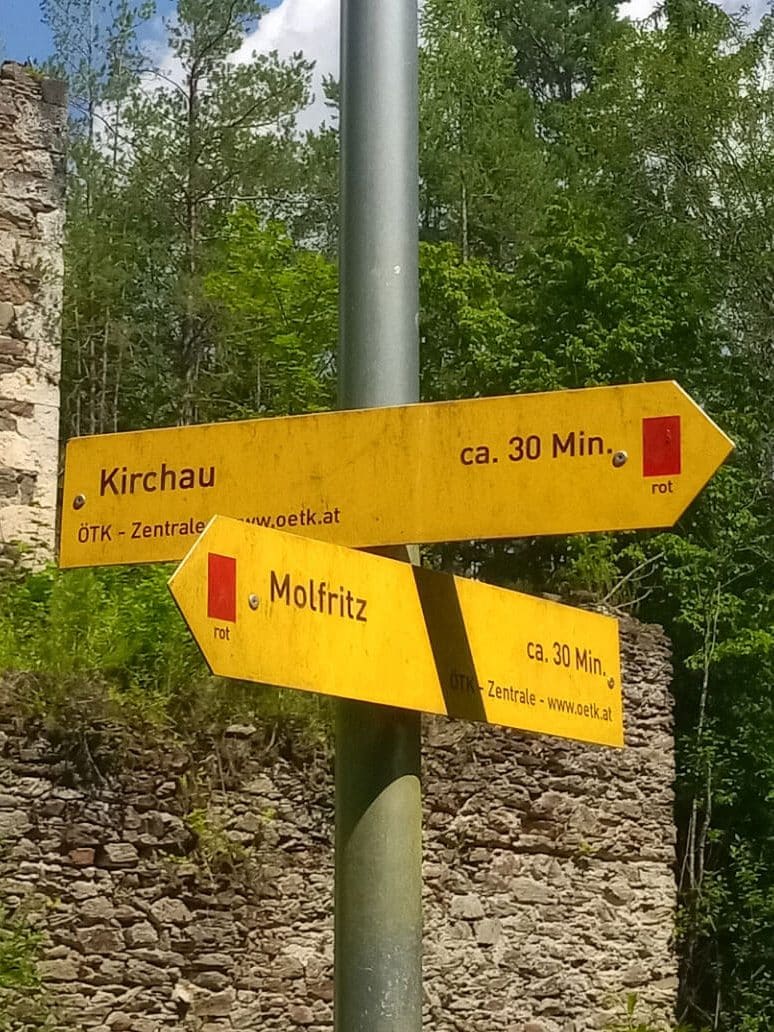 Kirchau ca. 30 Min.
rot
ÖTK - Zentrale www.oetk.at
Molfritz
rot
ca. 30 Min.
ÖTK - Zentrale - www.oetk.at